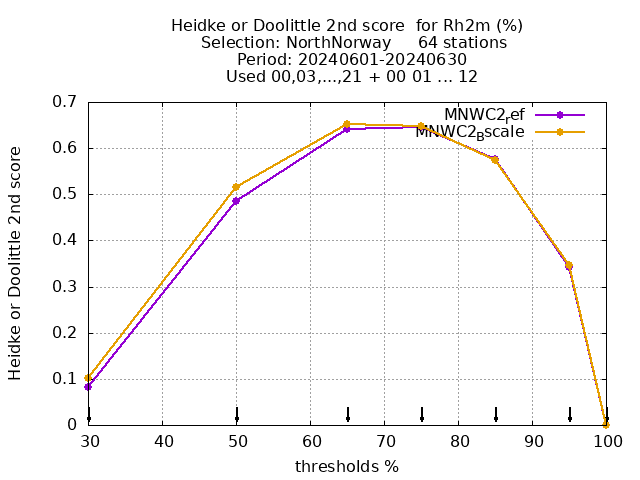 Heidke or Doolittle 2nd score  for Rh2m (%)
Selection: NorthNorway     64 stations
Period: 20240601-20240630
Used 00,03,...,21 + 00 01 ... 12
MNWC2ref
MNWC2Bscale
Heidke or Doolittle 2nd score
0.7
0.6
0.5
0.4
0.3
0.2
0.1
0
30 40 50 60 70 80 90 100
thresholds %